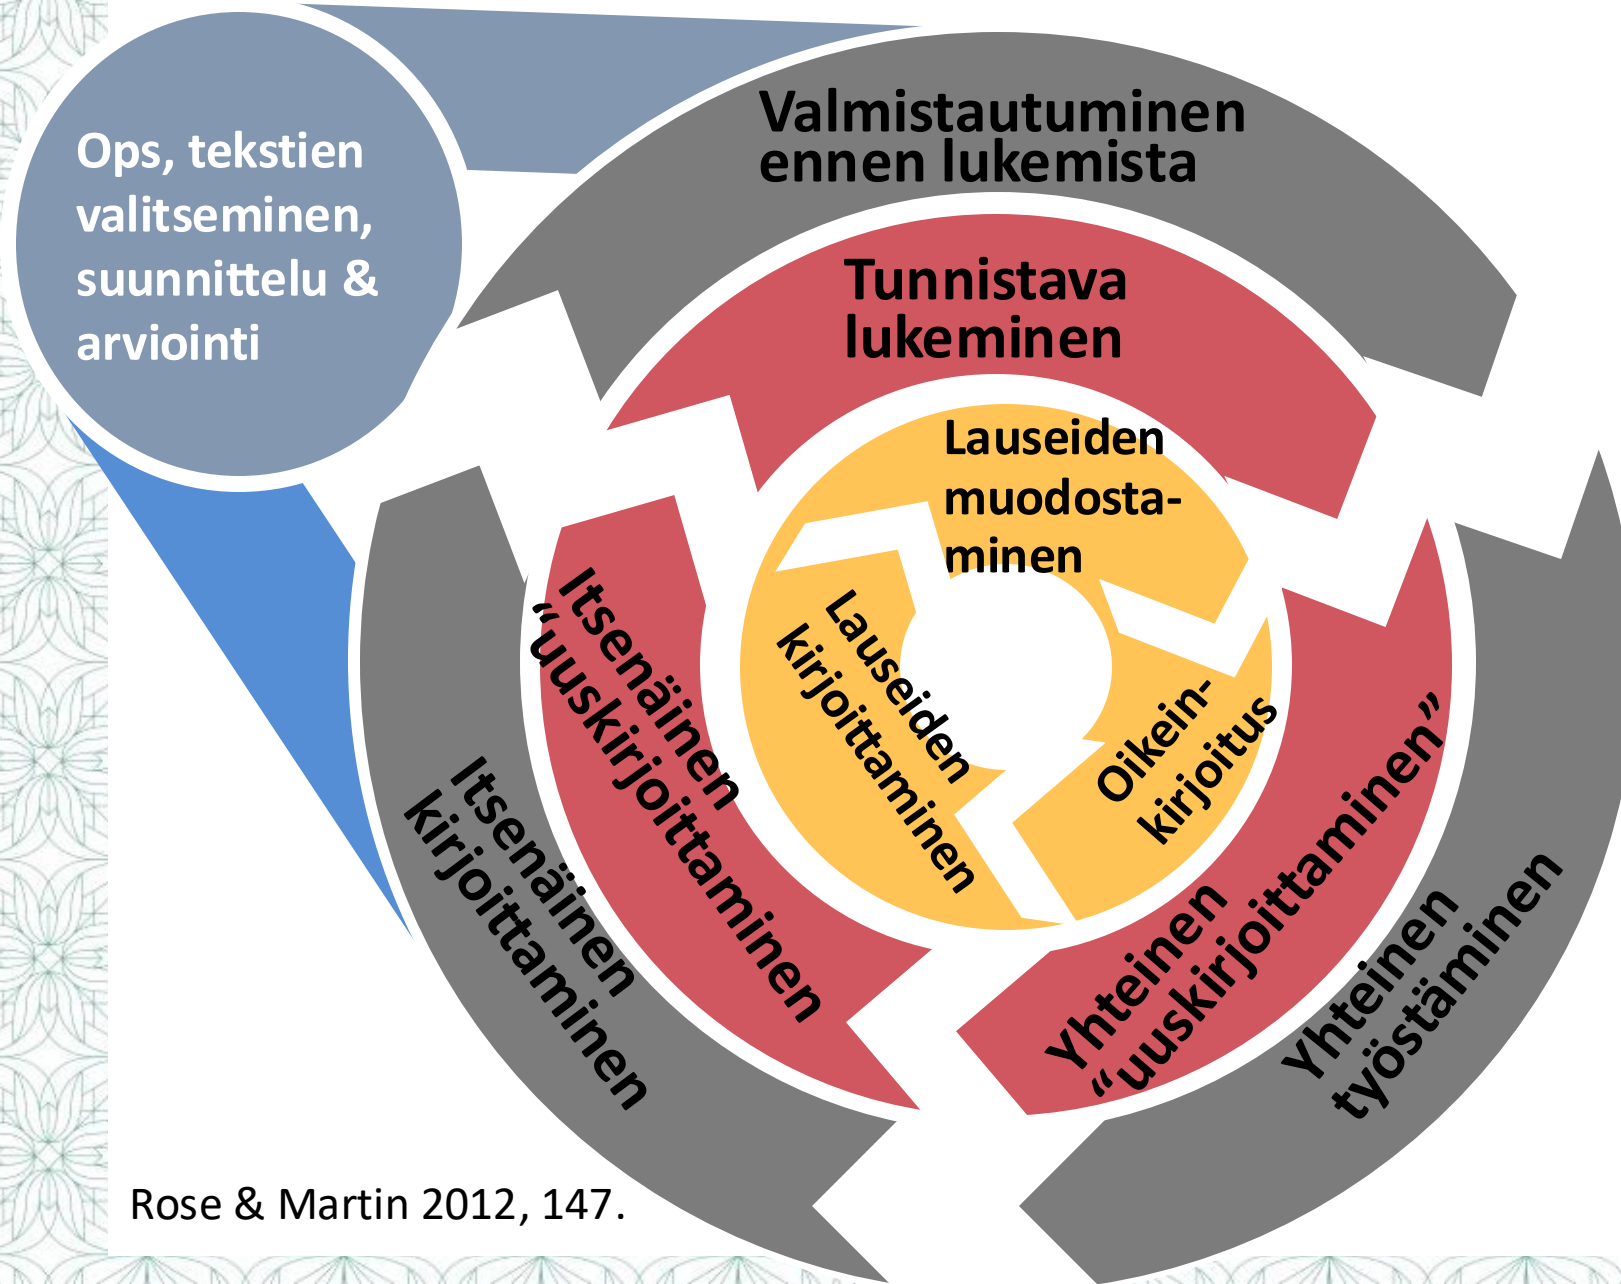 Ops, tekstien
valitseminen,
suunnittelu &
arviointi
Valmistautuminen
ennen lukemista
Tunnistava
lukeminen
Lauseiden
muodosta-
minen
Oikein-
kirjoitus
Lauseiden
kirjoittaminen
Yhteinen
“uuskirjoittaminen”
Itsenäinen
“uuskirjoittaminen
Yhteinen
työstäminen
Itsenäinen
kirjoittaminen
Rose & Martin 2012, 147.